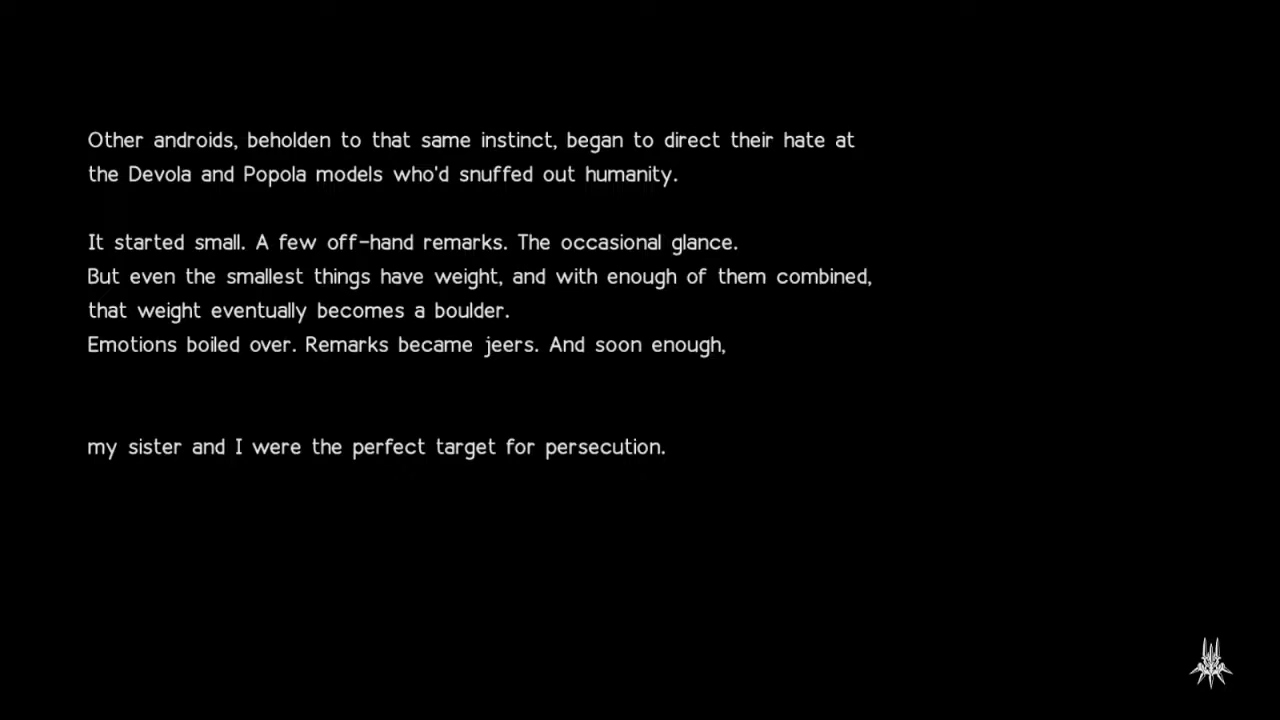 Other androids, beholden to that same instinct, began to direct their hate at
the Devola and Popola models who'd snuffed out humanity.
It started small. A few off-hand remarks. The occasional glance.
But even the smallest things have weight, and with enough of them combined,
that weight eventually becomes a boulder.
Emotions boiled over. Remarks became jeers. And soon enough,
my sister and I were the perfect target for persecution.